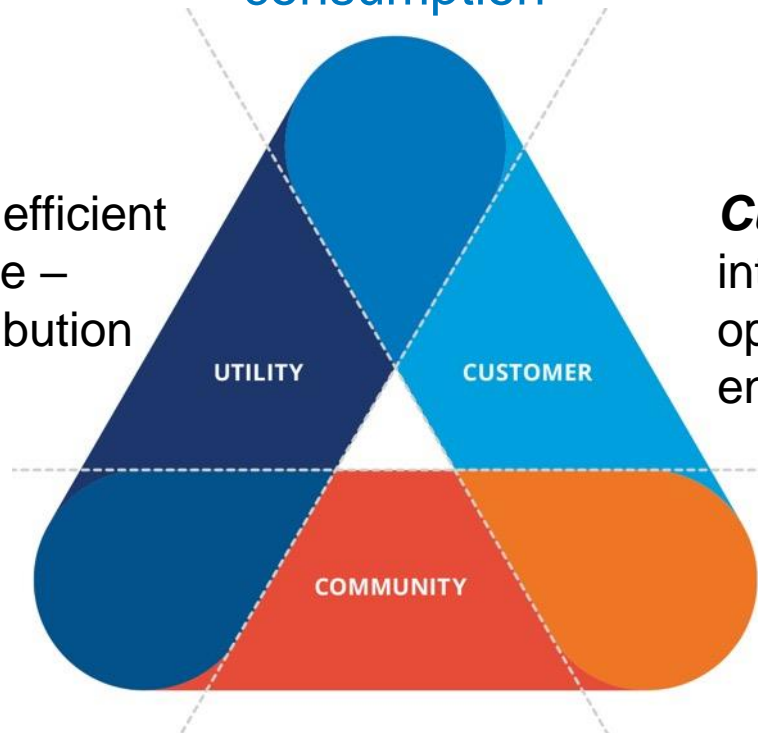 consumption
efficient
e –
bution
UTILITY
CUSTOMER
COMMUNITY
Cu
int
op
en